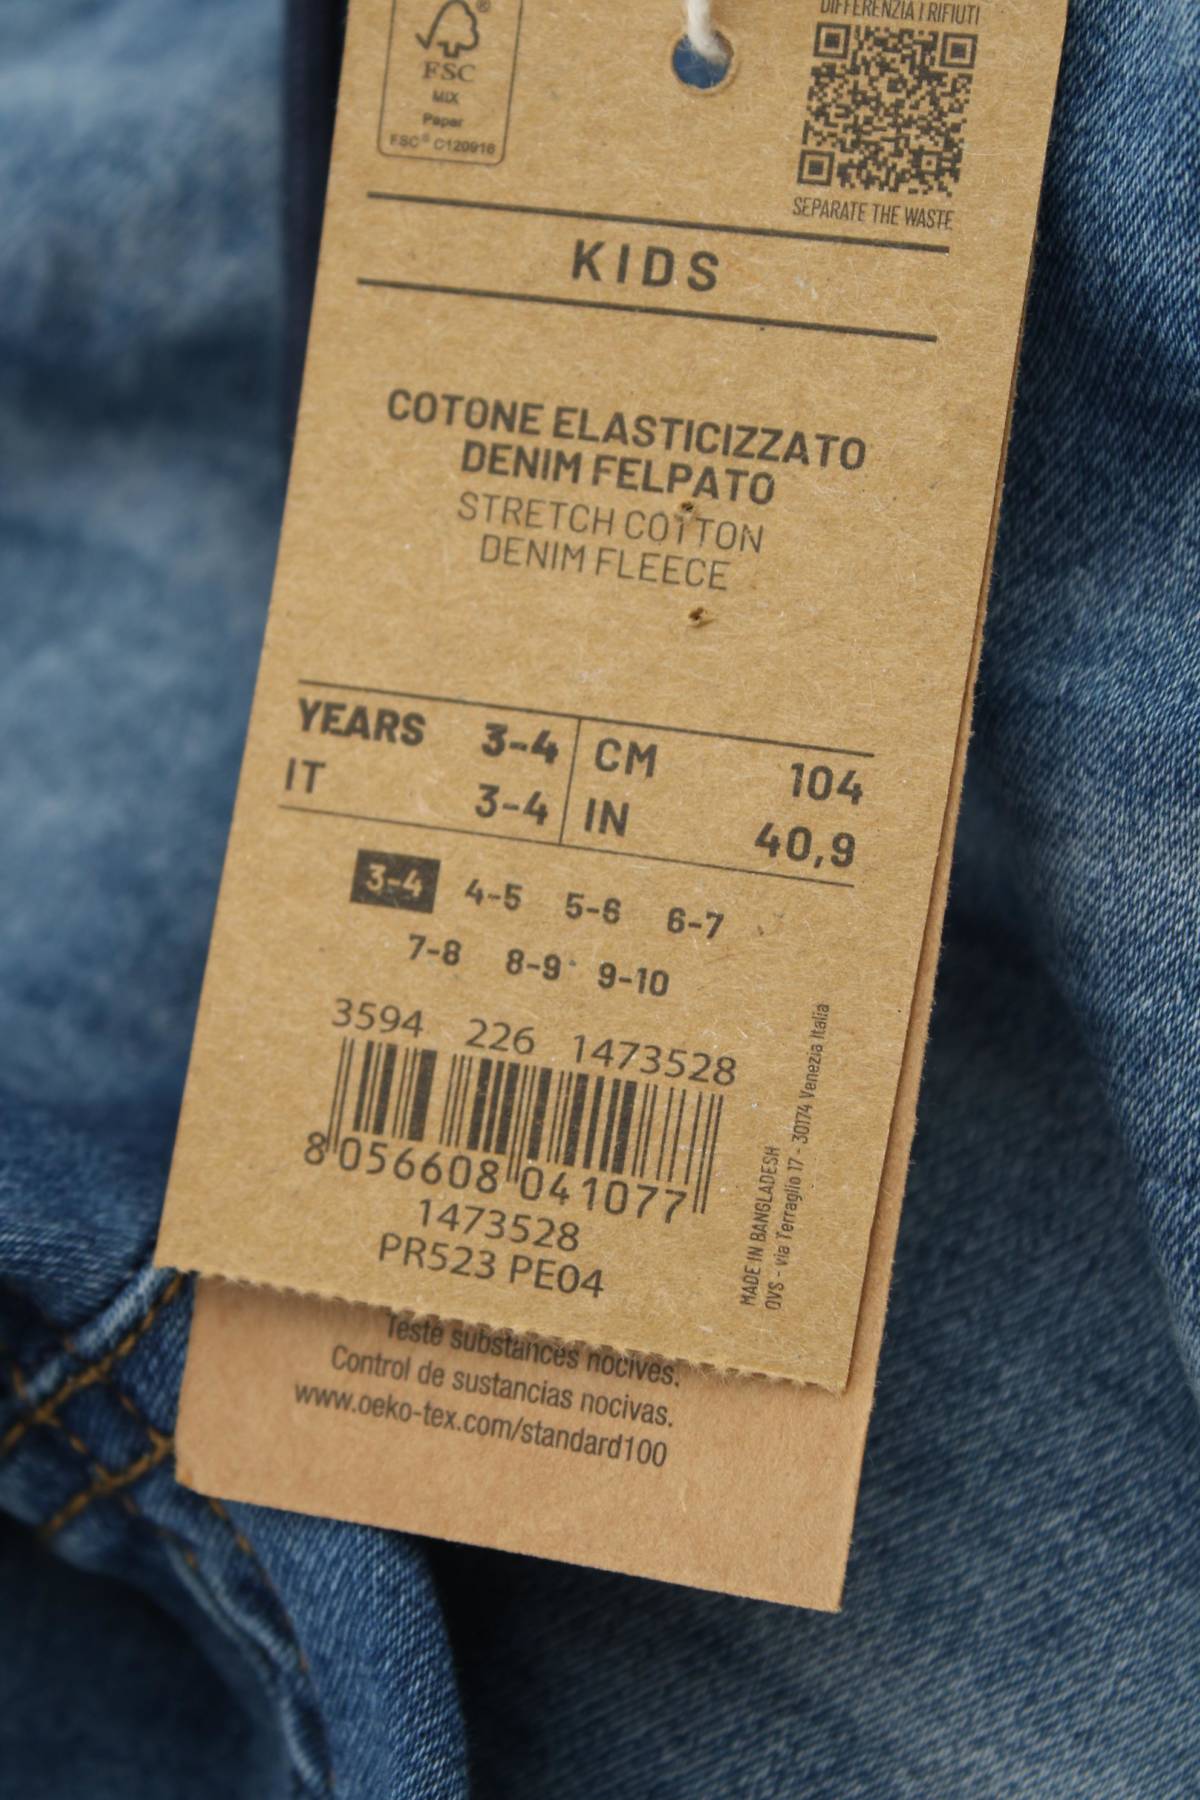 FSC®
MIX
Paper
FSC® C120916
DIFFERENZIA I RIFIUTI
SEPARATE THE WASTE
KIDS
COTONE ELASTICIZZATO
DENIM FELPATO
STRETCH COTTON
DENIM FLEECE
YEARS 3-4 CM 104
IT 3-4 IN 40,9
3-4 4-5 5-6 6-7
7-8 8-9 9-10
3594 226 1473528
8 056608 041077
1473528
PR523 PE04
MADE IN BANGLADESH
OVS - via Terraglio 17 - 30174 Venezia Italia
Teste substances nocives.
Control de sustancias nocivas.
www.oeko-tex.com/standard100